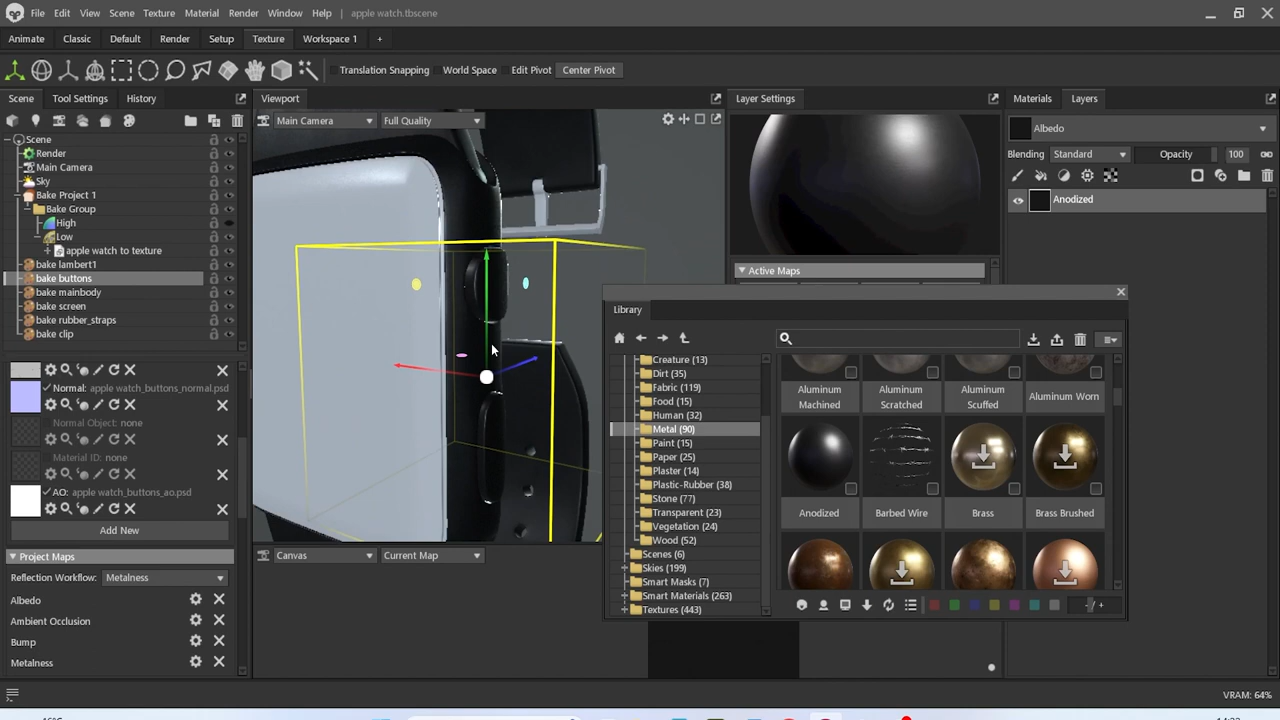 File Edit View Scene Texture Material Render Window Help apple watch.tbscene
Animate Classic Default Render Setup Texture Workspace 1 +
Translation Snapping World Space Edit Pivot Center Pivot
Scene Tool Settings History
Viewport
Layer Settings
Materials Layers
Main Camera Full Quality
Albedo
Blending Standard Opacity 100
Anodized
Scene
Render
Main Camera
Sky
Bake Project 1
Bake Group
High
Low
apple watch to texture
bake lambert1
bake buttons
bake mainbody
bake screen
bake rubber_straps
bake clip
Active Maps
Normal: apple watch_buttons_normal.psd
Normal Object: none
Material ID: none
AO: apple watch_buttons_ao.psd
Add New
Project Maps
Reflection Workflow: Metalness
Albedo
Ambient Occlusion
Bump
Metalness
Canvas Current Map
Library
Creature (13)
Dirt (35)
Fabric (119)
Food (15)
Human (32)
Metal (90)
Paint (15)
Paper (25)
Plaster (14)
Plastic-Rubber (38)
Stone (77)
Transparent (23)
Vegetation (24)
Wood (52)
Scenes (6)
Skies (199)
Smart Masks (7)
Smart Materials (263)
Textures (443)
Aluminum Machined
Aluminum Scratched
Aluminum Scuffed
Aluminum Worn
Anodized
Barbed Wire
Brass
Brass Brushed
- / +
VRAM: 64%